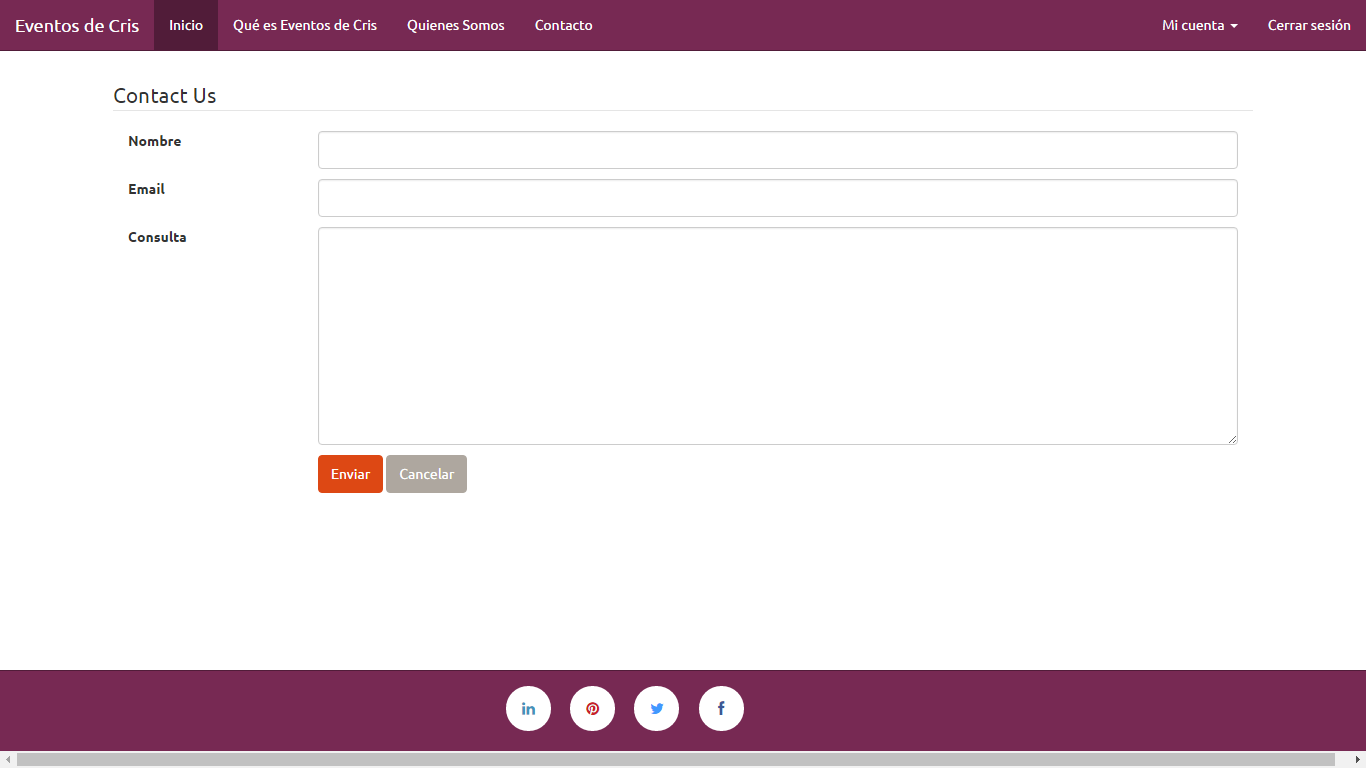 Eventos de Cris Inicio Qué es Eventos de Cris Quienes Somos Contacto Mi cuenta Cerrar sesión
Contact Us
Nombre
Email
Consulta
Enviar Cancelar